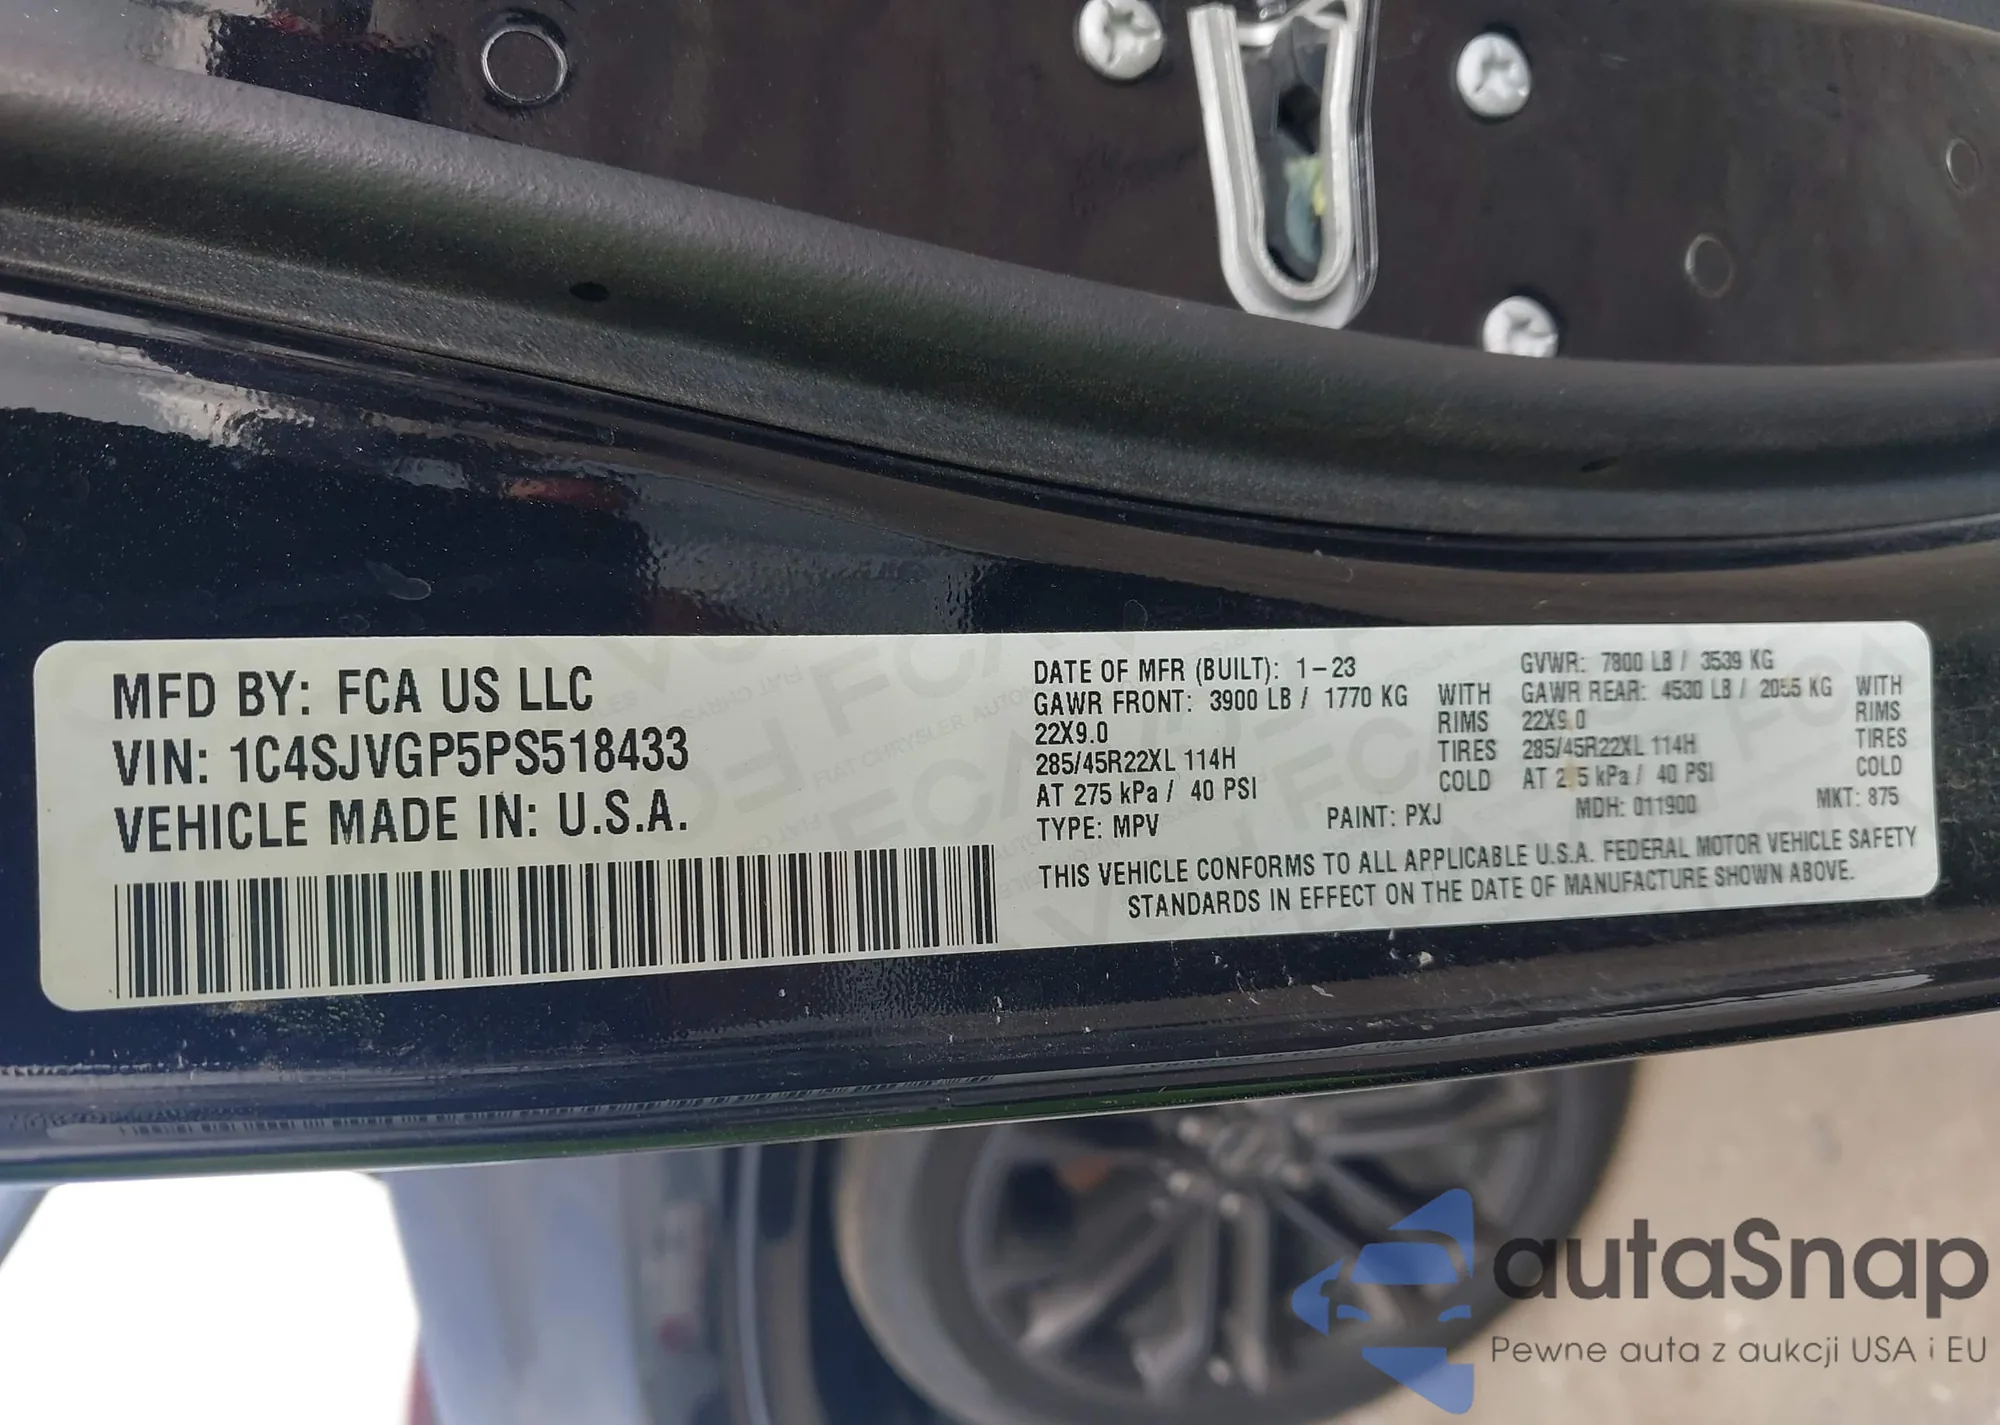 MFD BY: FCA US LLC
VIN: 1C4SJVGP5PS518433
VEHICLE MADE IN: U.S.A.
DATE OF MFR (BUILT): 1-23
GAWR FRONT: 3900 LB / 1770 KG WITH
22X9.0 RIMS
285/45R22XL 114H TIRES
AT 275 kPa / 40 PSI COLD
TYPE: MPV PAINT: PXJ
GVWR: 7800 LB / 3539 KG
GAWR REAR: 4530 LB / 2055 KG WITH
22X9.0 RIMS
285/45R22XL 114H TIRES
AT 275 kPa / 40 PSI COLD
MDH: 011900 MKT: 875
THIS VEHICLE CONFORMS TO ALL APPLICABLE U.S.A. FEDERAL MOTOR VEHICLE SAFETY
STANDARDS IN EFFECT ON THE DATE OF MANUFACTURE SHOWN ABOVE.
autaSnap
Pewne auta z aukcji USA i EU